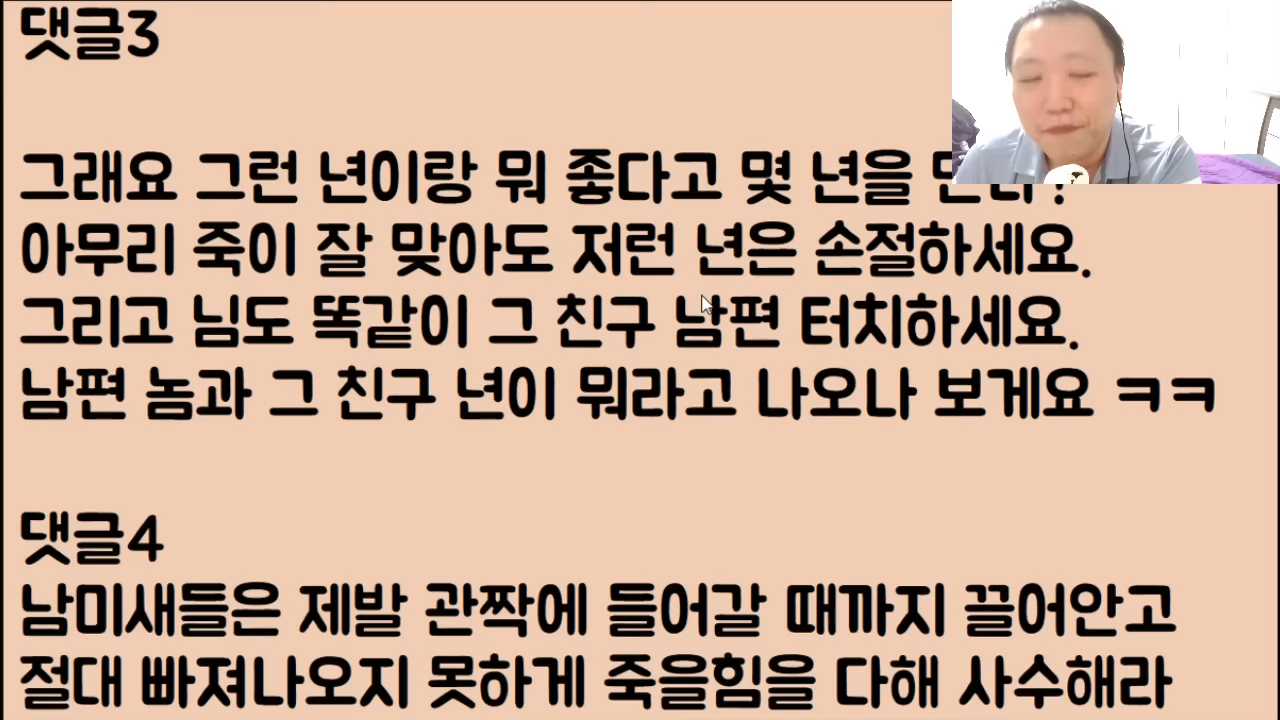 댓글3
그래요 그런 년이랑 뭐 좋다고 몇 년을
아무리 죽이 잘 맞아도 저런 년은 손절하세요.
그리고 님도 똑같이 그 친구 남편 터치하세요.
남편 놈과 그 친구 년이 뭐라고 나오나 보게요 ㅋㅋ
댓글4
남미새들은 제발 관짝에 들어갈 때까지 끌어안고
절대 빠져나오지 못하게 죽을힘을 다해 사수해라